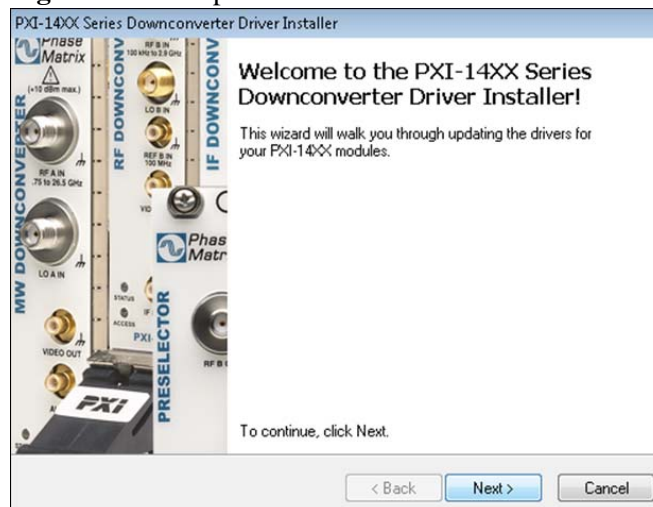 PXI-14XX Series Downconverter Driver Installer
Phase
Matrix
(+10 dBm max.)
MW DOWNCONVERTER
RF A IN
.75 to 26.5 GHz
LO A IN
VIDEO OUT
PXI
RF DOWNCONV
RF B IN
100 kHz to 2.9 GHz
LO B IN
REF B IN
100 MHz
STATUS
ACCESS
PXI-
IF DOWNCONV
Phas
Matr
PRESELECTOR
RF B
Welcome to the PXI-14XX Series
Downconverter Driver Installer!
This wizard will walk you through updating the drivers for
your PXI-14XX modules.
To continue, click Next.
< Back
Next >
Cancel